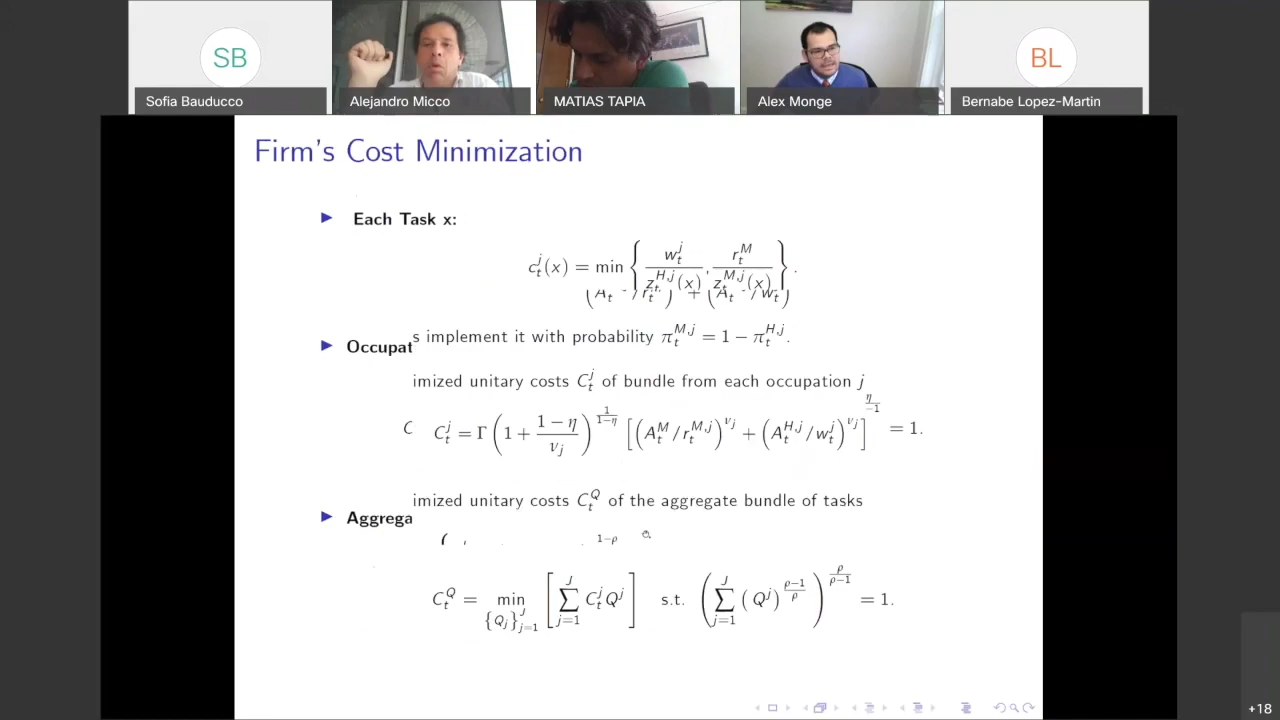 SB
BL
Sofia Bauducco
Alejandro Micco
MATIAS TAPIA
Alex Monge
Bernabe Lopez-Martin
Firm's Cost Minimization
Each Task x:
c_t^j(x) = min { w_t^j / z_t^{H,j}(x) , r_t^M / z_t^{M,j}(x) } .
s implement it with probability π_t^{M,j} = 1 − π_t^{H,j}.
Occupat
imized unitary costs C_t^j of bundle from each occupation j
C C_t^j = Γ (1 + (1 − η) / ν_j)^{1/(1−η)} [ (A_t^M / r_t^{M,j})^{ν_j} + (A_t^{H,j} / w_t^j)^{ν_j} ] = 1.
imized unitary costs C_t^Q of the aggregate bundle of tasks
Aggrega
1−ρ
C_t^Q = min_{{Q_j}_{j=1}^J} [ ∑_{j=1}^J C_t^j Q^j ] s.t. ( ∑_{j=1}^J (Q^j)^{(ρ−1)/ρ} )^{ρ/(ρ−1)} = 1.
+18